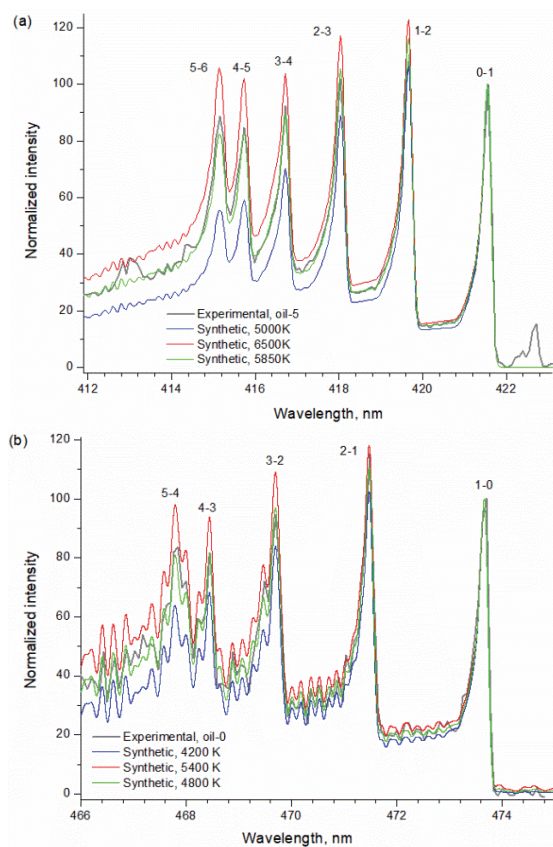 (a)
120
100
80
60
40
20
0
Normalized intensity
5-6
4-5
3-4
2-3
1-2
0-1
Experimental, oil-5
Synthetic, 5000K
Synthetic, 6500K
Synthetic, 5850K
412 414 416 418 420 422
Wavelength, nm
(b)
120
100
80
60
40
20
0
Normalized intensity
5-4
4-3
3-2
2-1
1-0
Experimental, oil-0
Synthetic, 4200 K
Synthetic, 5400 K
Synthetic, 4800 K
466 468 470 472 474
Wavelength, nm